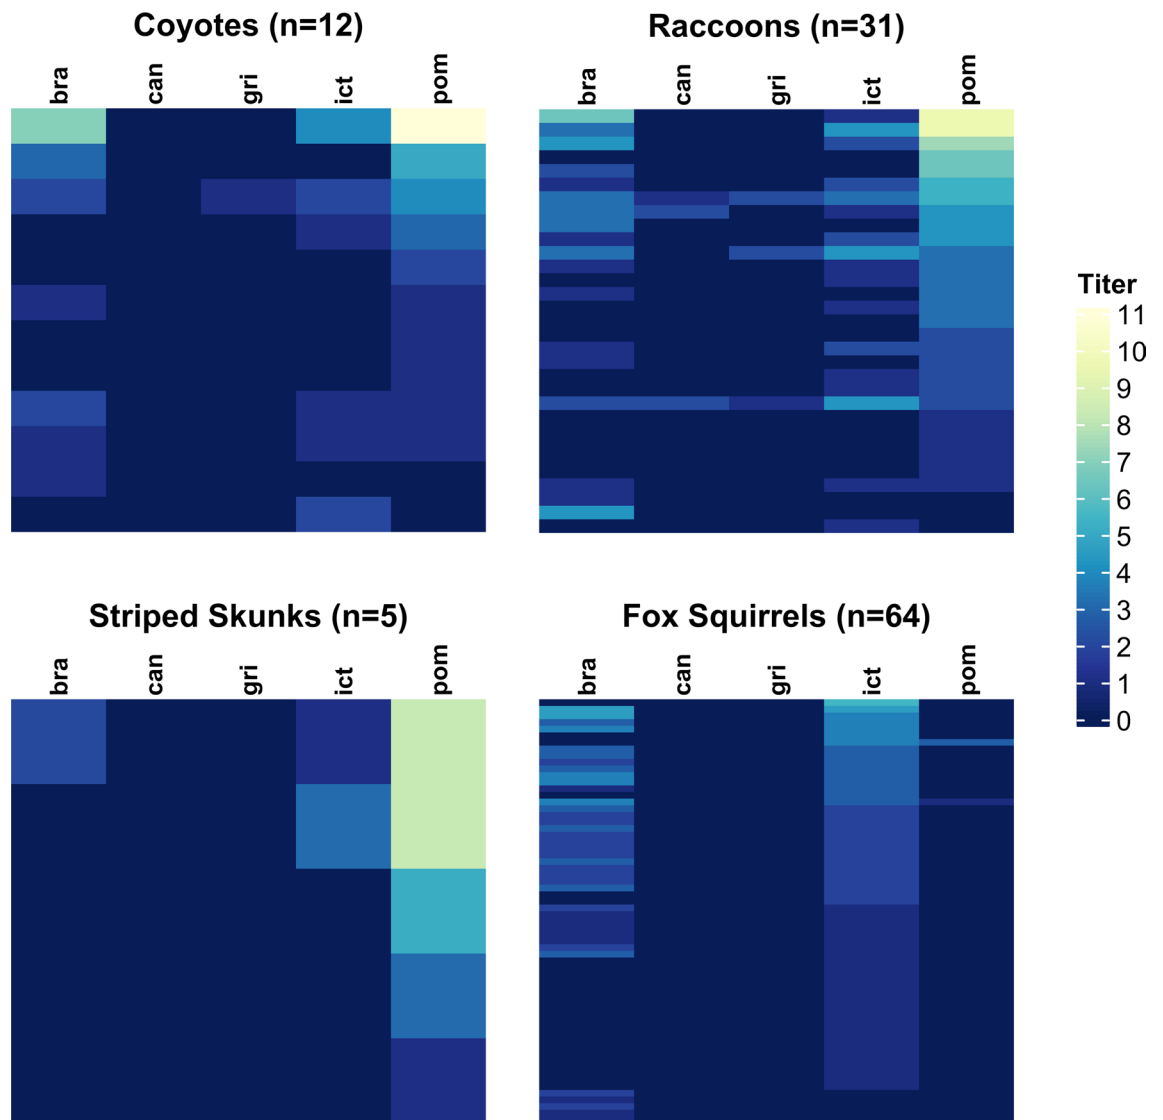 Coyotes (n=12)
bra can gri ict pom
Raccoons (n=31)
bra can gri ict pom
Titer
11
10
9
8
7
6
5
4
3
2
1
0
Striped Skunks (n=5)
bra can gri ict pom
Fox Squirrels (n=64)
bra can gri ict pom